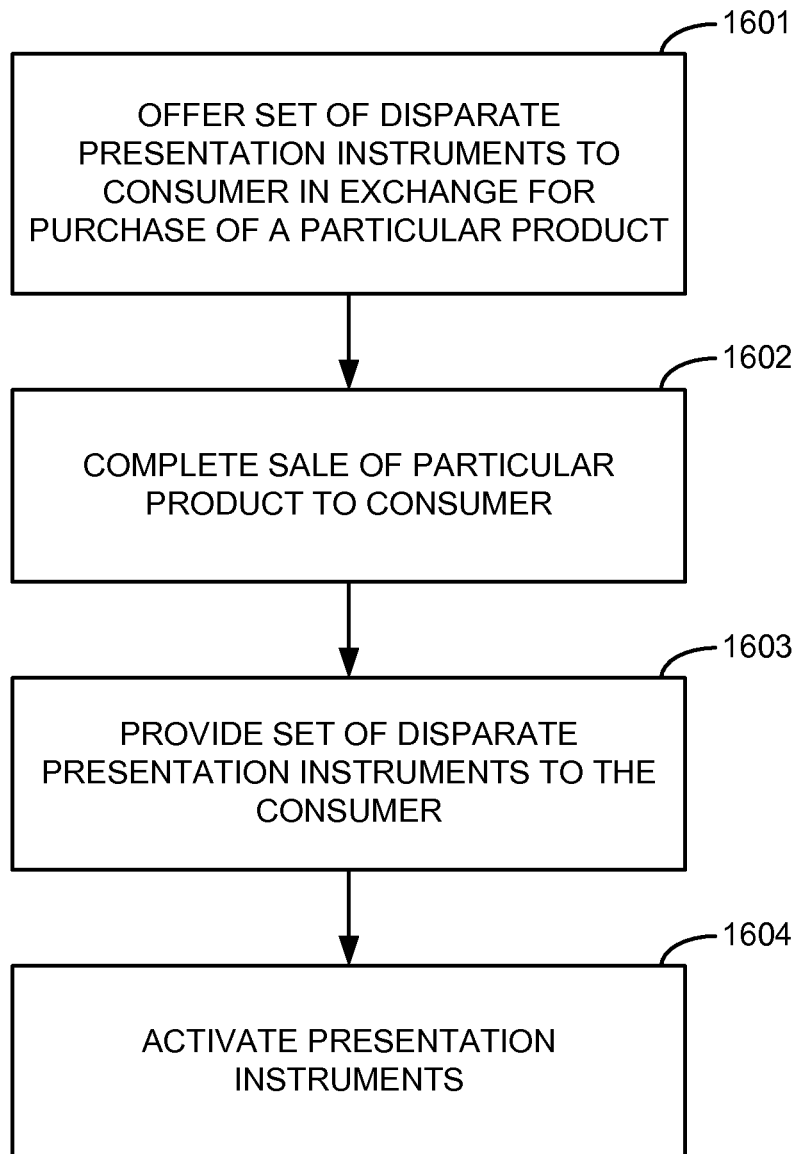 1601
OFFER SET OF DISPARATE
PRESENTATION INSTRUMENTS TO
CONSUMER IN EXCHANGE FOR
PURCHASE OF A PARTICULAR PRODUCT
1602
COMPLETE SALE OF PARTICULAR
PRODUCT TO CONSUMER
1603
PROVIDE SET OF DISPARATE
PRESENTATION INSTRUMENTS TO THE
CONSUMER
1604
ACTIVATE PRESENTATION
INSTRUMENTS